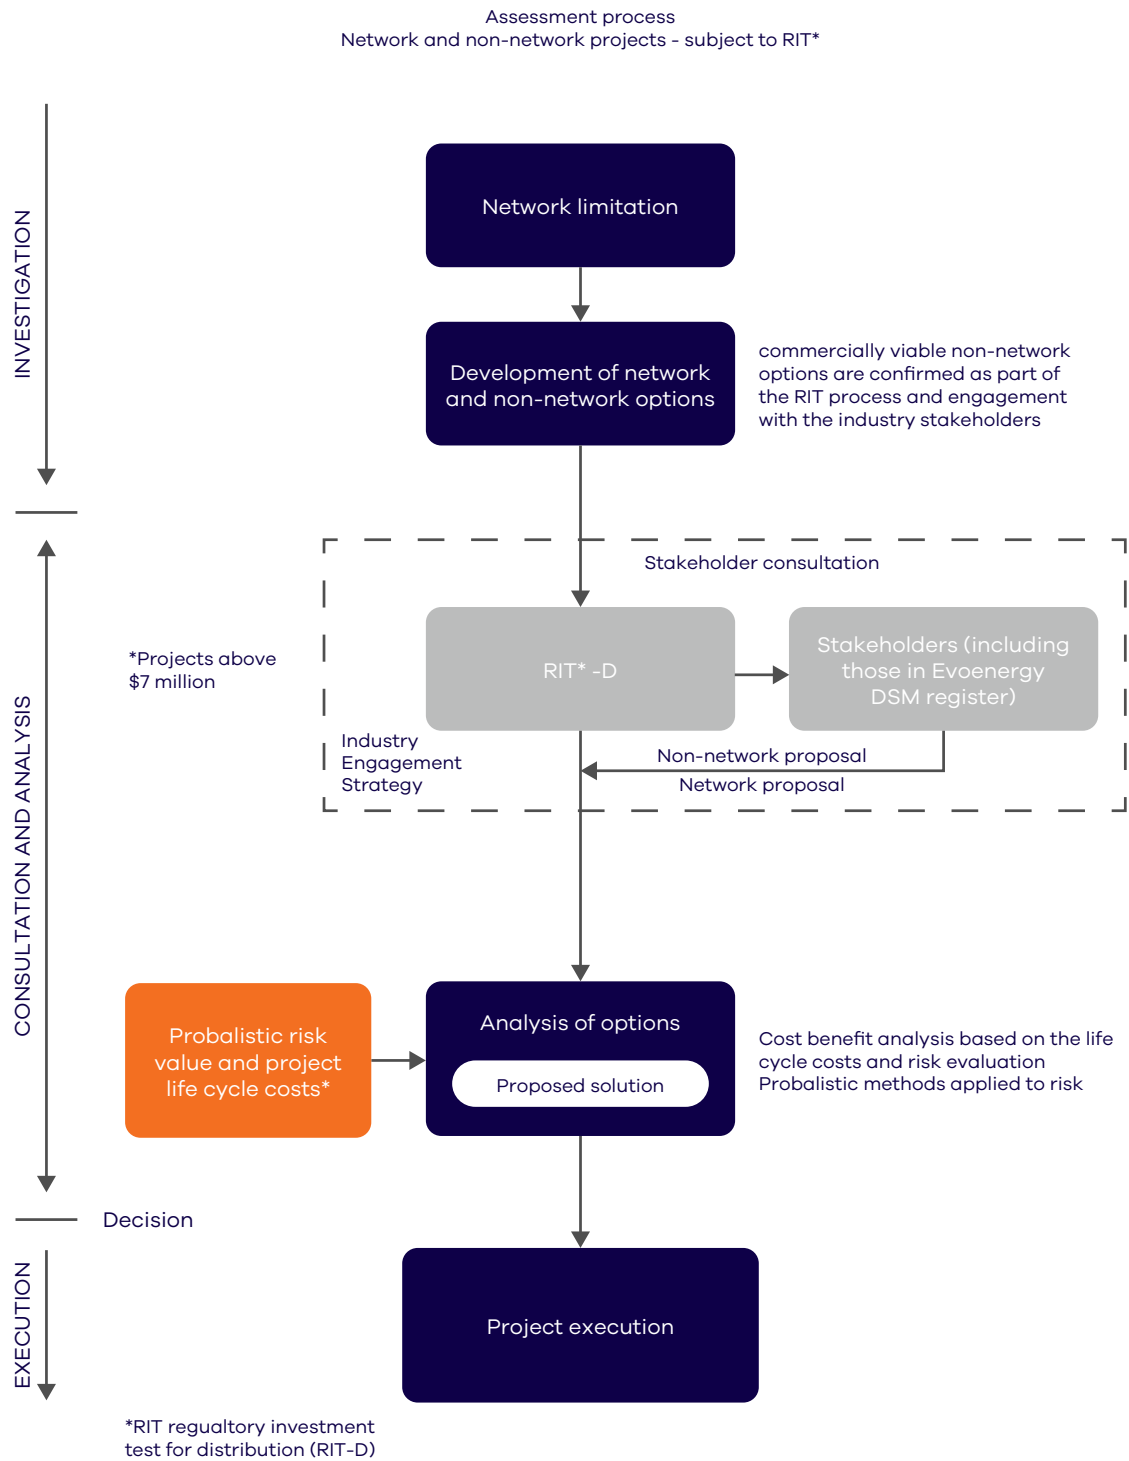 Assessment process
Network and non-network projects - subject to RIT*
INVESTIGATION
Network limitation
Development of network
and non-network options
commercially viable non-network
options are confirmed as part of
the RIT process and engagement
with the industry stakeholders
CONSULTATION AND ANALYSIS
Stakeholder consultation
*Projects above
$7 million
RIT* -D
Stakeholders (including
those in Evoenergy
DSM register)
Industry
Engagement
Strategy
Non-network proposal
Network proposal
Probalistic risk
value and project
life cycle costs*
Analysis of options
Proposed solution
Cost benefit analysis based on the life
cycle costs and risk evaluation
Probalistic methods applied to risk
Decision
EXECUTION
Project execution
*RIT regualtory investment
test for distribution (RIT-D)